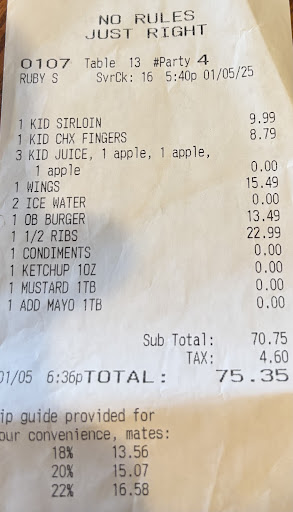 NO RULES
JUST RIGHT
0107 Table 13 #Party 4
RUBY S SvrCk: 16 5:40p 01/05/25
1 KID SIRLOIN 9.99
1 KID CHX FINGERS 8.79
3 KID JUICE, 1 apple, 1 apple,
1 apple 0.00
1 WINGS 15.49
2 ICE WATER 0.00
1 OB BURGER 13.49
1 1/2 RIBS 22.99
1 CONDIMENTS 0.00
1 KETCHUP 1OZ 0.00
1 MUSTARD 1TB 0.00
1 ADD MAYO 1TB 0.00
Sub Total: 70.75
TAX: 4.60
01/05 6:36p TOTAL: 75.35
ip guide provided for
our convenience, mates:
18% 13.56
20% 15.07
22% 16.58